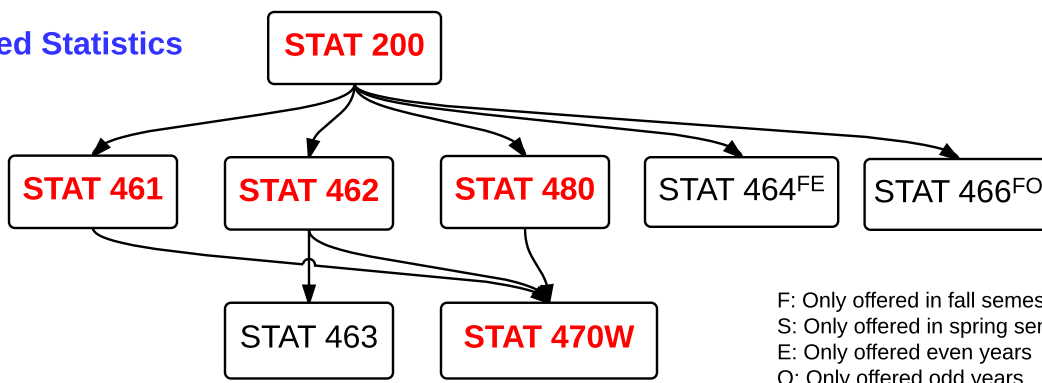 ed Statistics
STAT 200
STAT 461
STAT 462
STAT 480
STAT 464FE
STAT 466FO
STAT 463
STAT 470W
F: Only offered in fall semes
S: Only offered in spring sem
E: Only offered even years
O: Only offered odd years